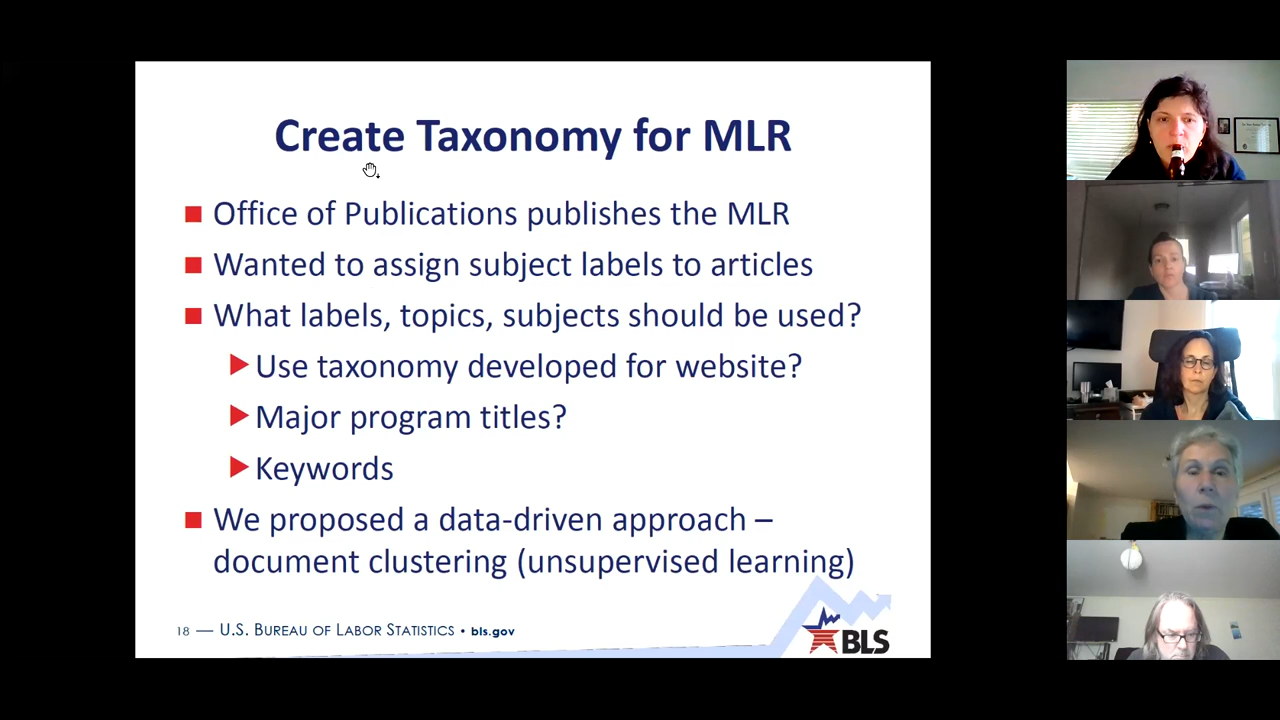 Create Taxonomy for MLR
Office of Publications publishes the MLR
Wanted to assign subject labels to articles
What labels, topics, subjects should be used?
Use taxonomy developed for website?
Major program titles?
Keywords
We proposed a data-driven approach –
document clustering (unsupervised learning)
18 — U.S. BUREAU OF LABOR STATISTICS • bls.gov
BLS